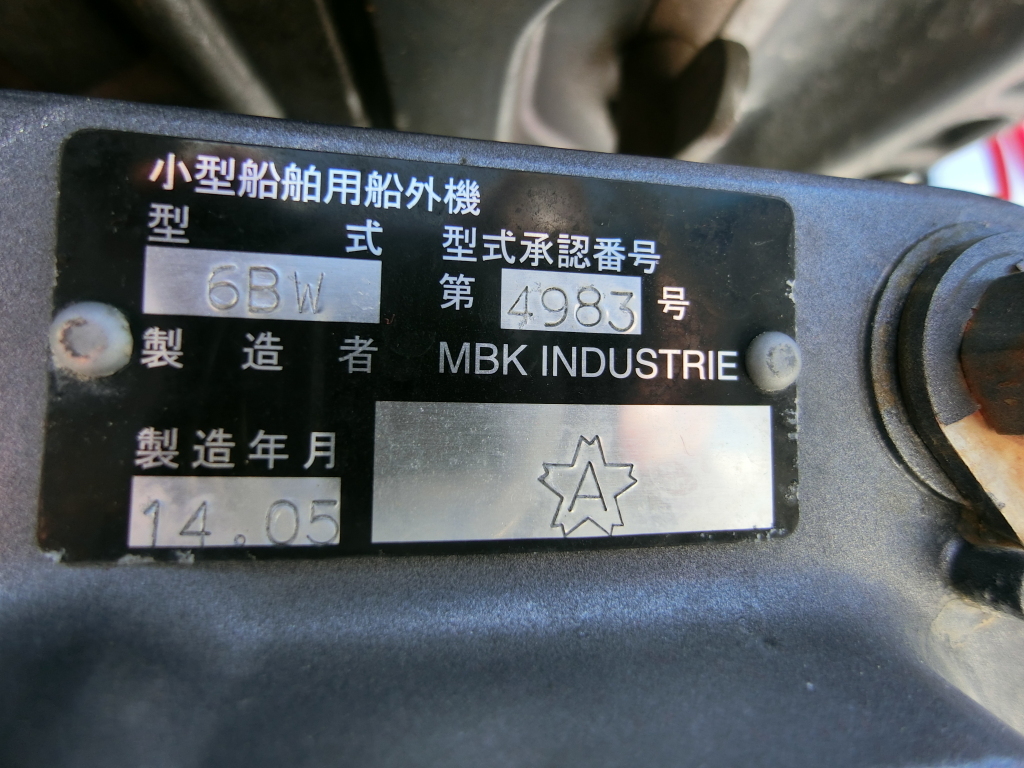 小型船舶用船外機
型式 型式承認番号
6BW 第 4983 号
製造者 MBK INDUSTRIE
製造年月
14.05
A